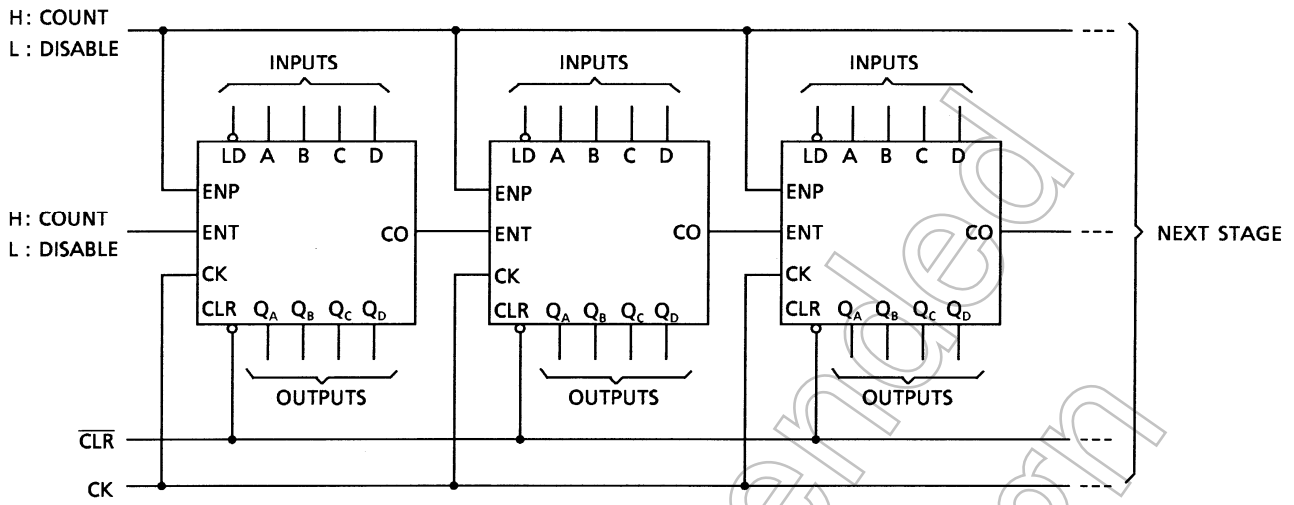 H: COUNT
L: DISABLE
INPUTS INPUTS INPUTS
LD A B C D LD A B C D LD A B C D
ENP ENP ENP
H: COUNT
L: DISABLE
ENT CO ENT CO ENT CO
NEXT STAGE
CK CK CK
CLR QA QB QC QD CLR QA QB QC QD CLR QA QB QC QD
OUTPUTS OUTPUTS OUTPUTS
CLR
CK
ended